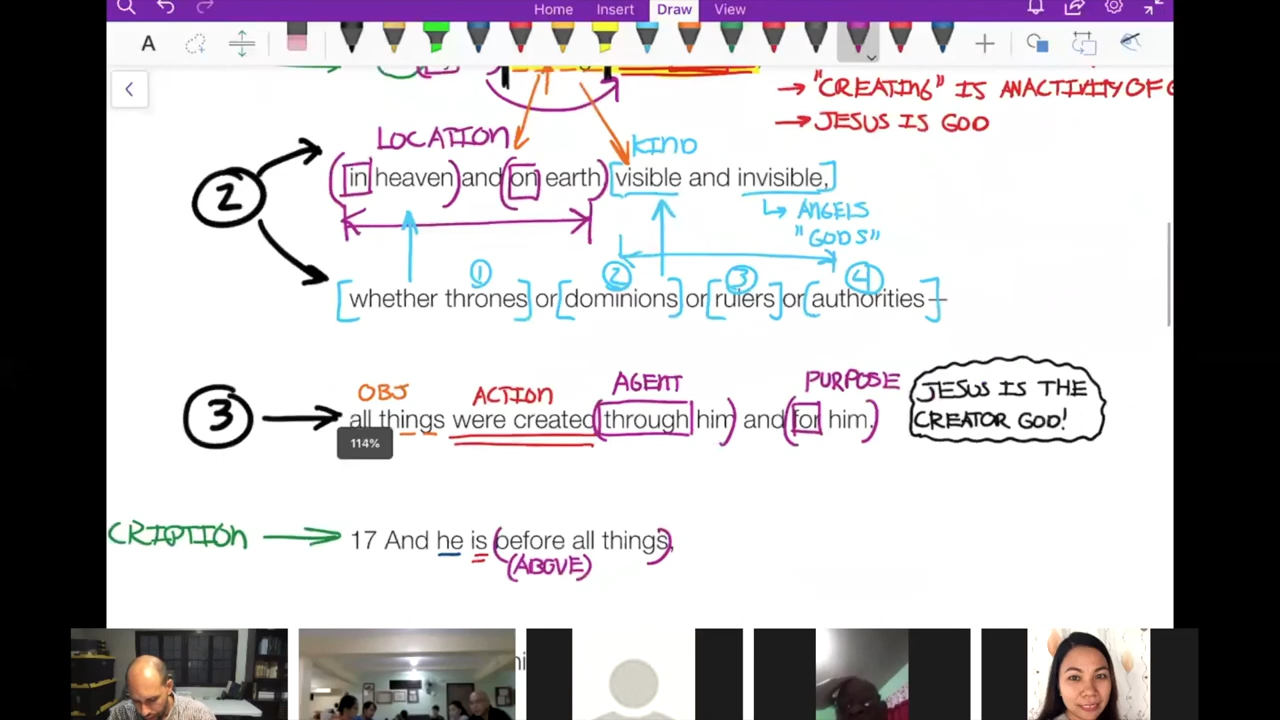 Home Insert Draw View
A
→ "CREATING" IS AN ACTIVITY OF
→ JESUS IS GOD
LOCATION KIND
2 in heaven and on earth visible and invisible,
ANGELS
"GODS"
1 2 3 4
[whether thrones] or [dominions] or [rulers] or [authorities]—
OBJ ACTION AGENT PURPOSE
3 all things were created (through him) and (for him.)
JESUS IS THE
CREATOR GOD!
114%
CRIPTION 17 And he is (before all things),
(ABOVE)